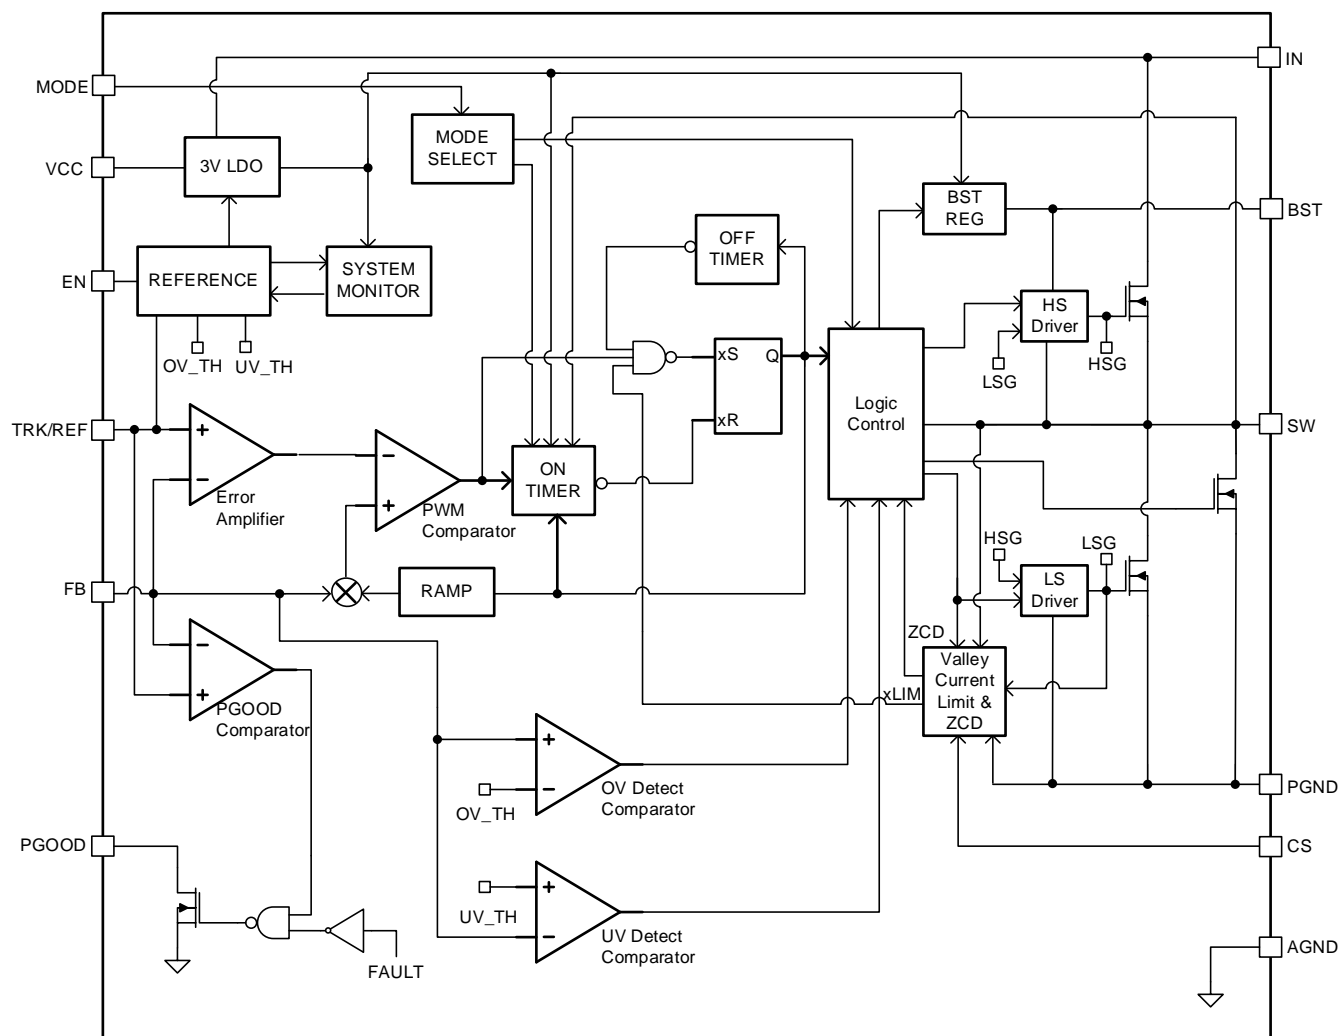 IN
MODE
MODE
SELECT
VCC
3V LDO
BST
REG
BST
OFF
TIMER
EN
REFERENCE
SYSTEM
MONITOR
HS
Driver
OV_TH
UV_TH
xS
Q
LSG
HSG
TRK/REF
+
−
Error
Amplifier
−
+
PWM
Comparator
xR
Logic
Control
SW
ON
TIMER
HSG
LSG
FB
RAMP
LS
Driver
ZCD
−
+
PGOOD
Comparator
Valley
Current
Limit &
ZCD
xLIM
+
−
OV_TH
OV Detect
Comparator
PGND
PGOOD
CS
+
−
UV_TH
UV Detect
Comparator
FAULT
AGND